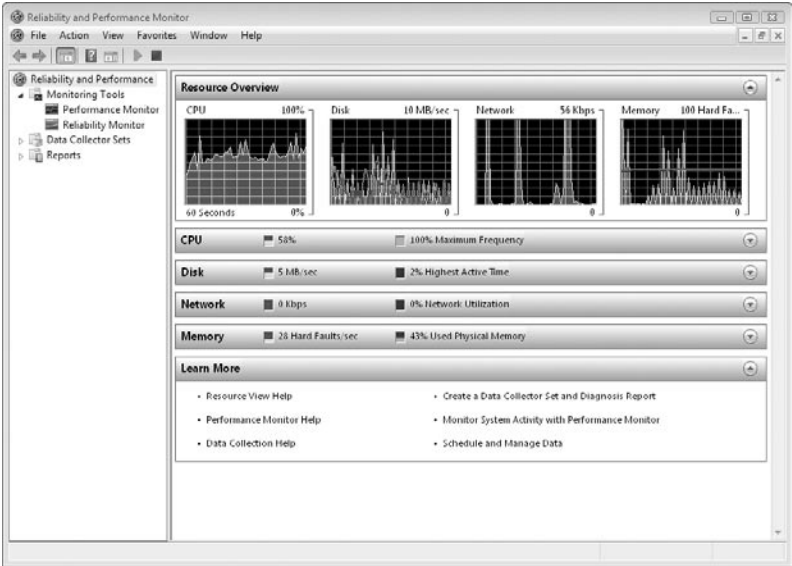 Reliability and Performance Monitor
File Action View Favorites Window Help
Reliability and Performance
Monitoring Tools
Performance Monitor
Reliability Monitor
Data Collector Sets
Reports
Resource Overview
CPU 100% Disk 10 MB/sec Network 56 Kbps Memory 100 Hard Fa...
60 Seconds 0% 0 0 0
CPU 58% 100% Maximum Frequency
Disk 5 MB/sec 2% Highest Active Time
Network 0 Kbps 0% Network Utilization
Memory 28 Hard Faults/sec 43% Used Physical Memory
Learn More
• Resource View Help • Create a Data Collector Set and Diagnosis Report
• Performance Monitor Help • Monitor System Activity with Performance Monitor
• Data Collection Help • Schedule and Manage Data